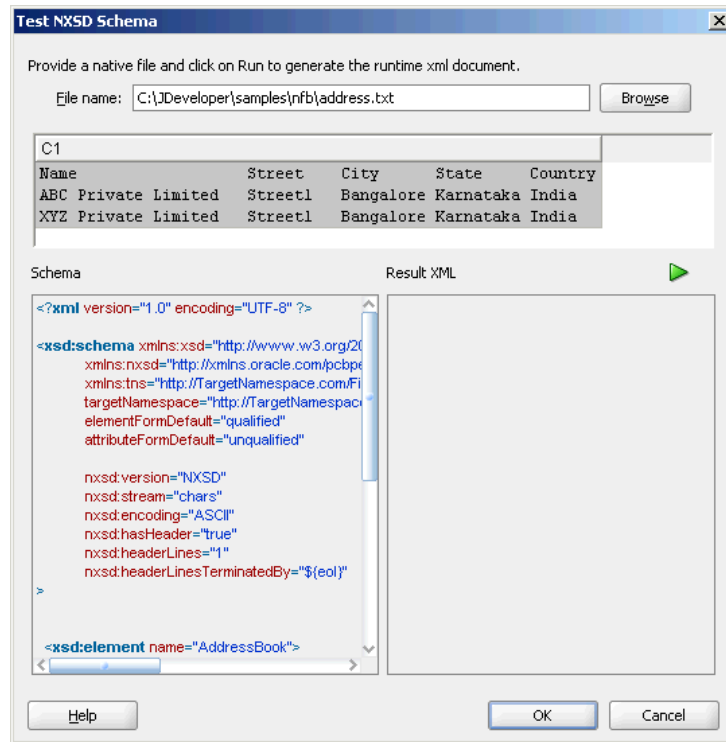 Test NXSD Schema
Provide a native file and click on Run to generate the runtime xml document.
File name: C:\JDeveloper\samples\nfb\address.txt Browse
C1
Name Street City State Country
ABC Private Limited Street1 Bangalore Karnataka India
XYZ Private Limited Street1 Bangalore Karnataka India
Schema Result XML
<?xml version="1.0" encoding="UTF-8" ?>
<xsd:schema xmlns:xsd="http://www.w3.org/20
xmlns:nxsd="http://xmlns.oracle.com/pcbpe
xmlns:tns="http://TargetNamespace.com/Fi
targetNamespace="http://TargetNamespac
elementFormDefault="qualified"
attributeFormDefault="unqualified"
nxsd:version="NXSD"
nxsd:stream="chars"
nxsd:encoding="ASCII"
nxsd:hasHeader="true"
nxsd:headerLines="1"
nxsd:headerLinesTerminatedBy="${eol}"
>
<xsd:element name="AddressBook">
Help OK Cancel